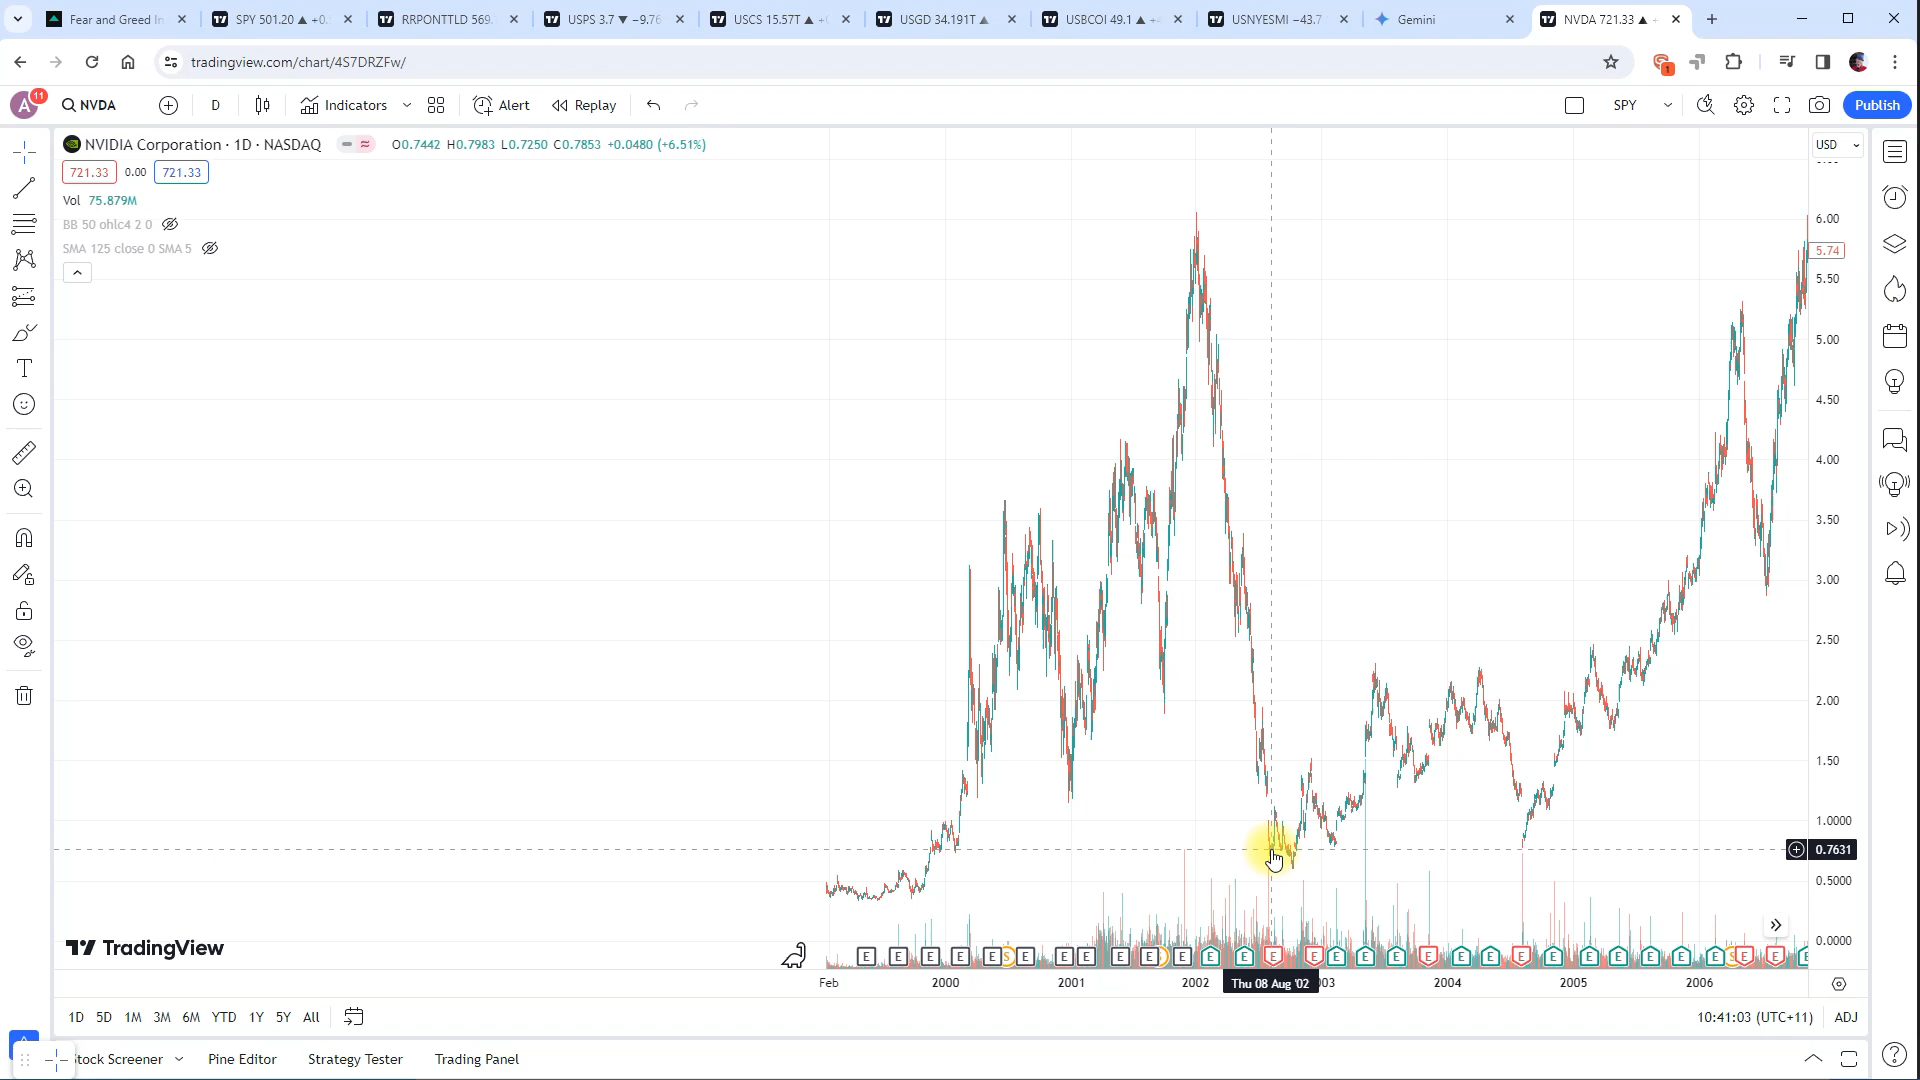 Fear and Greed In
SPY 501.20 ▲ +0.
RRPONTTLD 569.
USPS 3.7 ▼ −9.76
USCS 15.57T ▲ +
USGD 34.191T ▲
USBCOI 49.1 ▲ +
USNYESMI −43.7
Gemini
NVDA 721.33 ▲ +
tradingview.com/chart/4S7DRZFw/
1
A
11
NVDA
D
Indicators
Alert
Replay
SPY
Publish
NVIDIA Corporation · 1D · NASDAQ
O0.7442 H0.7983 L0.7250 C0.7853 +0.0480 (+6.51%)
USD
721.33 0.00 721.33
Vol 75.879M
BB 50 ohlc4 2 0
SMA 125 close 0 SMA 5
6.00
5.74
5.50
5.00
4.50
4.00
3.50
3.00
2.50
2.00
1.50
1.0000
0.7631
0.5000
0.0000
TradingView
E E E E E S E E E E E E E E E E E E E E E E E E E E E E E E S E E E
Feb 2000 2001 2002 Thu 08 Aug '02 003 2004 2005 2006
1D 5D 1M 3M 6M YTD 1Y 5Y All
10:41:03 (UTC+11) ADJ
tock Screener Pine Editor Strategy Tester Trading Panel